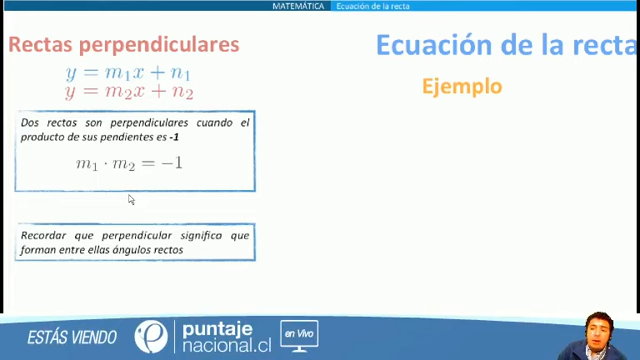 MATEMÁTICA
Ecuación de la recta
Rectas perpendiculares
y = m₁x + n₁
y = m₂x + n₂
Dos rectas son perpendiculares cuando el
producto de sus pendientes es -1
m₁ · m₂ = −1
Recordar que perpendicular significa que
forman entre ellas ángulos rectos
Ecuación de la recta
Ejemplo
ESTÁS VIENDO
puntaje
nacional.cl
en Vivo